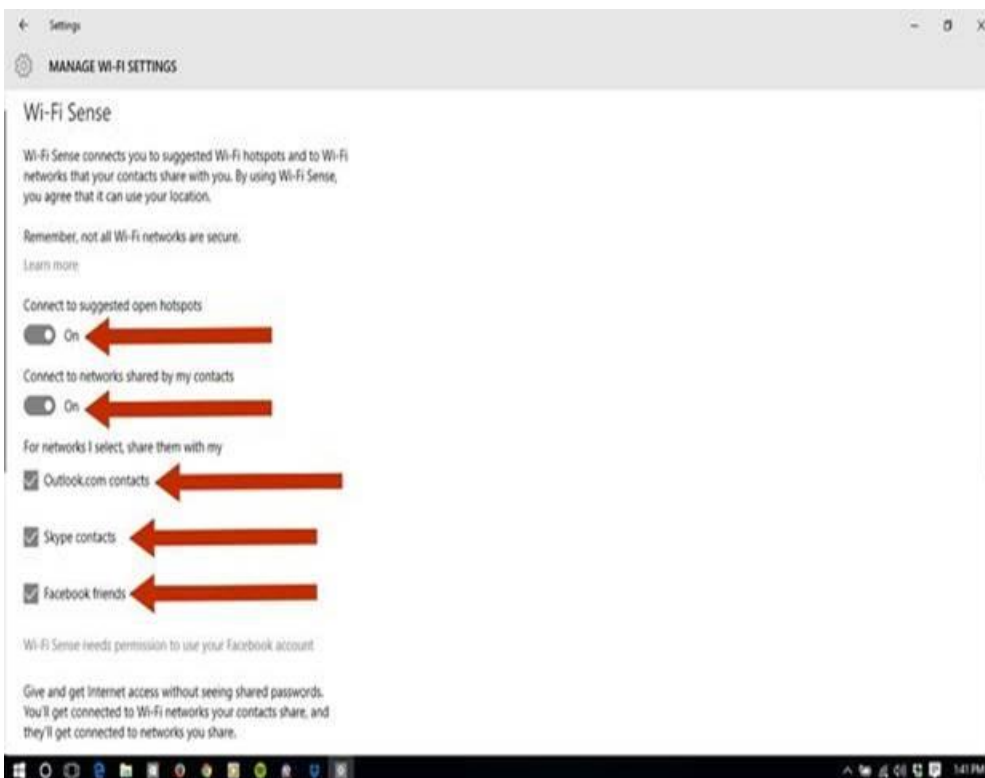 Settings
MANAGE WI-FI SETTINGS
Wi-Fi Sense
Wi-Fi Sense connects you to suggested Wi-Fi hotspots and to Wi-Fi
networks that your contacts share with you. By using Wi-Fi Sense,
you agree that it can use your location.
Remember, not all Wi-Fi networks are secure.
Learn more
Connect to suggested open hotspots
On
Connect to networks shared by my contacts
On
For networks I select, share them with my
Outlook.com contacts
Skype contacts
Facebook friends
Wi-Fi Sense needs permission to use your Facebook account
Give and get Internet access without seeing shared passwords.
You'll get connected to Wi-Fi networks your contacts share, and
they'll get connected to networks you share.
1:41 PM